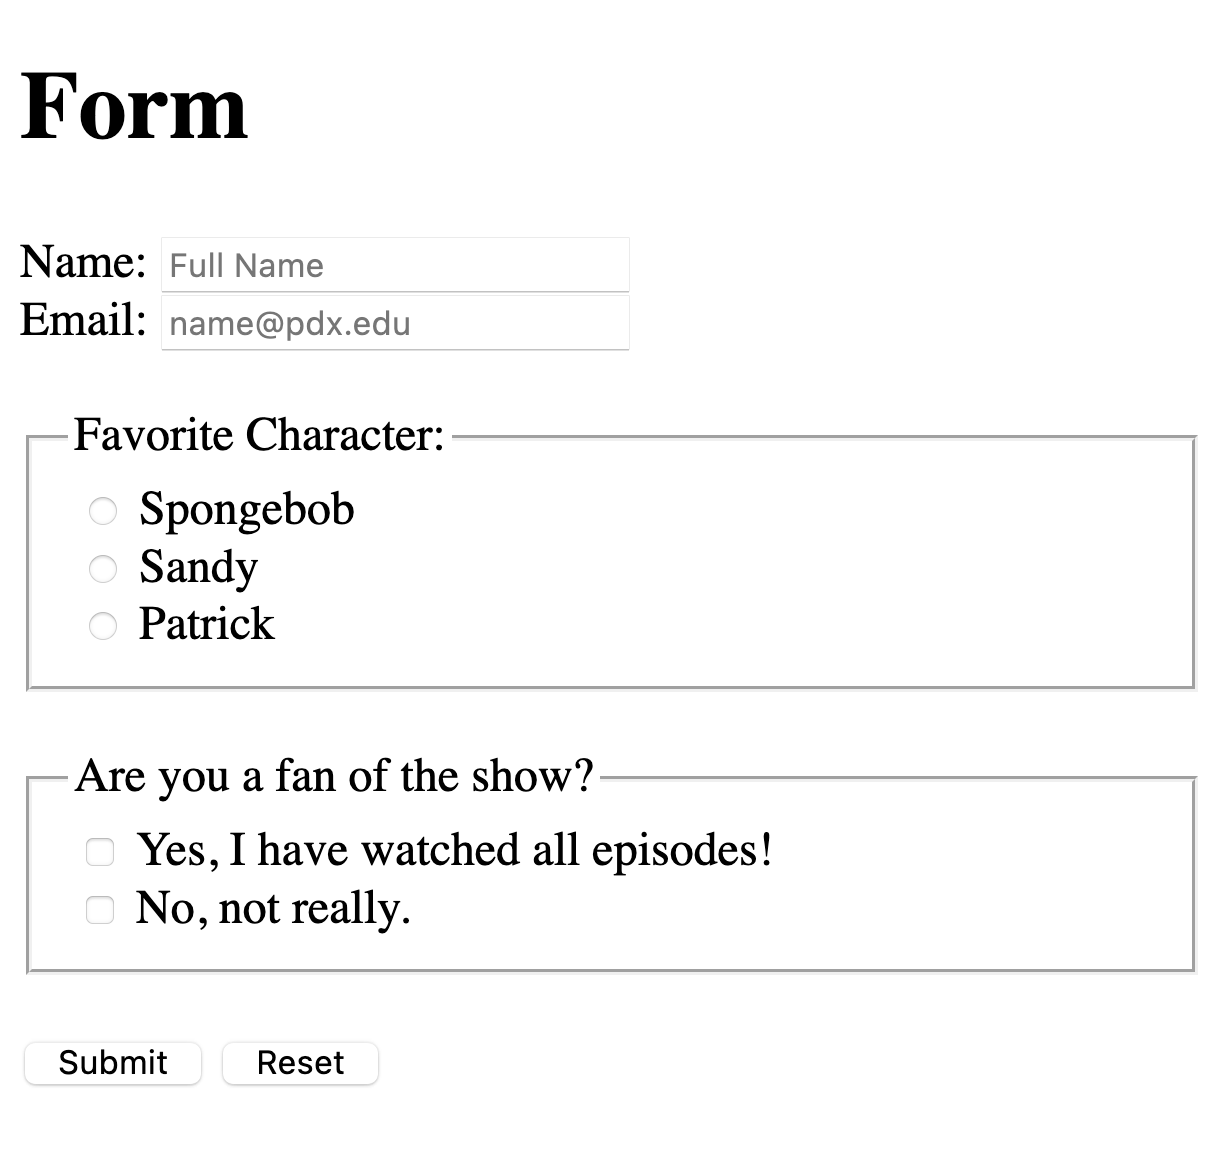 Form
Name: Full Name
Email: name@pdx.edu
Favorite Character:
Spongebob
Sandy
Patrick
Are you a fan of the show?
Yes, I have watched all episodes!
No, not really.
Submit Reset